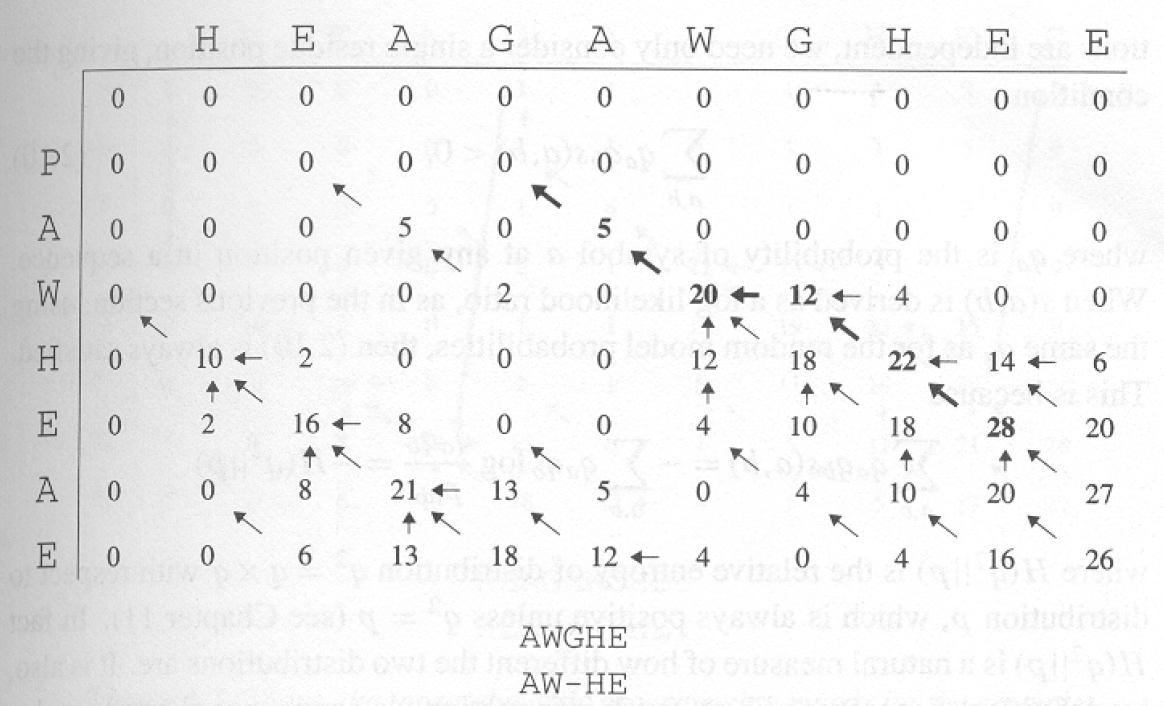 H E A G A W G H E E
0 0 0 0 0 0 0 0 0 0 0
P 0 0 0 0 0 0 0 0 0 0 0
A 0 0 0 5 0 5 0 0 0 0 0
W 0 0 0 0 2 0 20 12 4 0 0
H 0 10 2 0 0 0 12 18 22 14 6
E 0 2 16 8 0 0 4 10 18 28 20
A 0 0 8 21 13 5 0 4 10 20 27
E 0 0 6 13 18 12 4 0 4 16 26
AWGHE
AW-HE